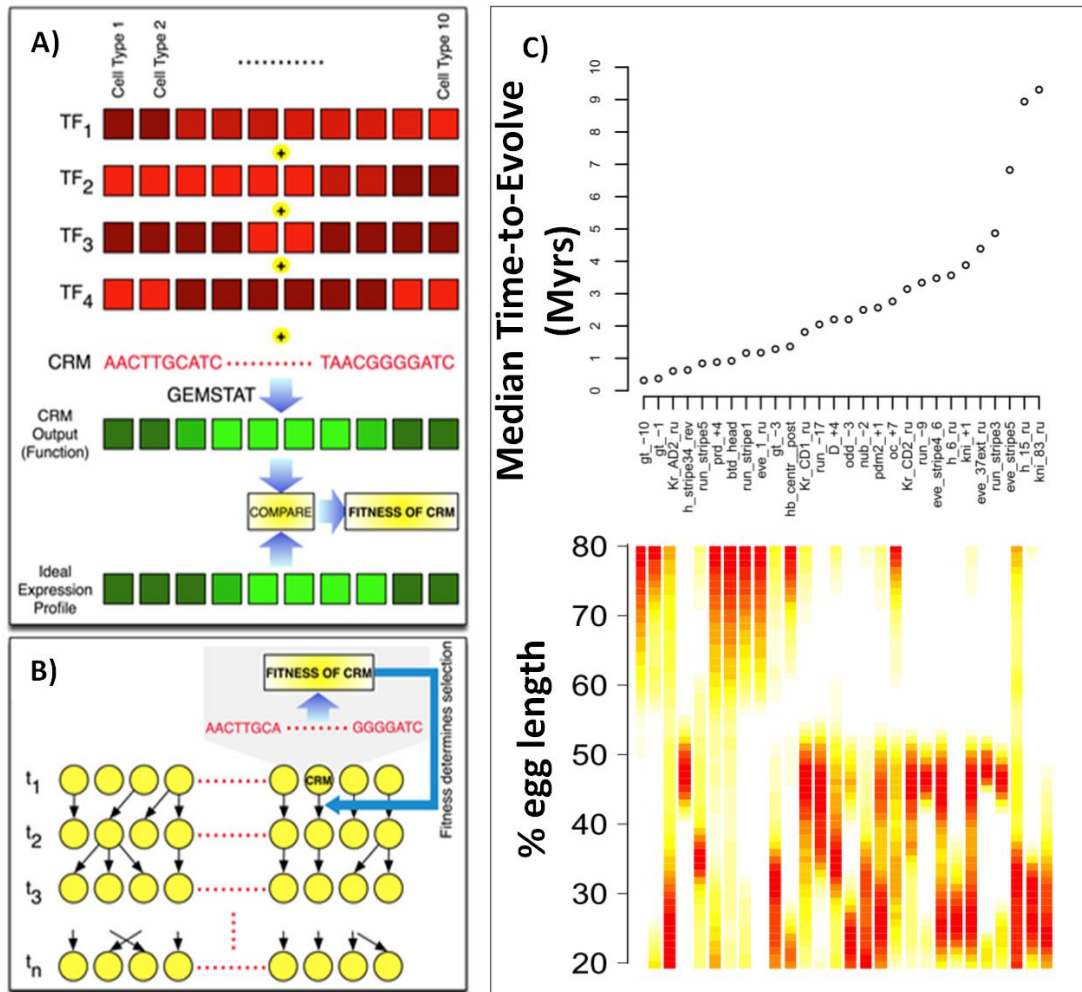 A)
Cell Type 1
Cell Type 2
Cell Type 10
TF1
+
TF2
+
TF3
+
TF4
+
CRM AACTTGCATC TAACGGGGATC
GEMSTAT
CRM
Output
(Function)
COMPARE FITNESS OF CRM
Ideal
Expression
Profile
B)
FITNESS OF CRM
AACTTGCA GGGGATC
Fitness determines selection
t1 CRM
t2
t3
tn
C)
Median Time-to-Evolve
(Myrs)
10
9
8
7
6
5
4
3
2
1
0
gt_-10
gt_-1
Kr_AD2_ru
h_stripe34_rev
run_stripe5
prd_+4
btd_head
run_stripe1
eve_1_ru
gt_-3
hb_centr__post
Kr_CD1_ru
run_-17
D_+4
odd_-3
nub_-2
pdm2_+1
oc_+7
Kr_CD2_ru
run_-9
eve_stripe4_6
h_6_ru
kni_+1
eve_37ext_ru
run_stripe3
eve_stripe5
h_15_ru
kni_83_ru
% egg length
80
70
60
50
40
30
20